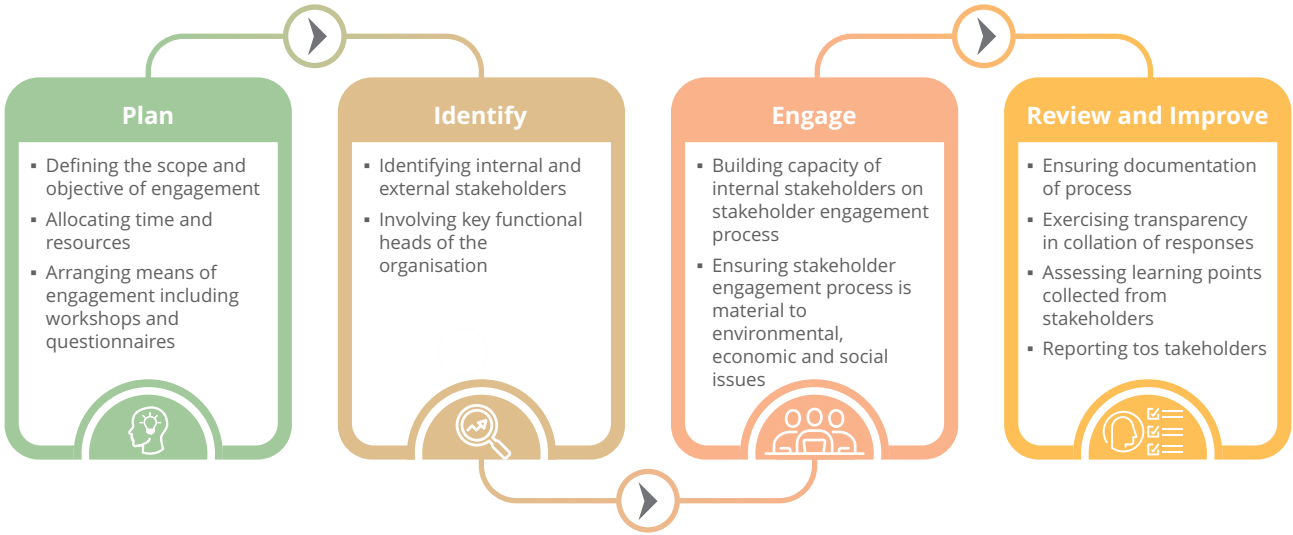 Plan
▪ Defining the scope and
objective of engagement
▪ Allocating time and
resources
▪ Arranging means of
engagement including
workshops and
questionnaires
Identify
▪ Identifying internal and
external stakeholders
▪ Involving key functional
heads of the
organisation
Engage
▪ Building capacity of
internal stakeholders on
stakeholder engagement
process
▪ Ensuring stakeholder
engagement process is
material to
environmental,
economic and social
issues
Review and Improve
▪ Ensuring documentation
of process
▪ Exercising transparency
in collation of responses
▪ Assessing learning points
collected from
stakeholders
▪ Reporting tos takeholders